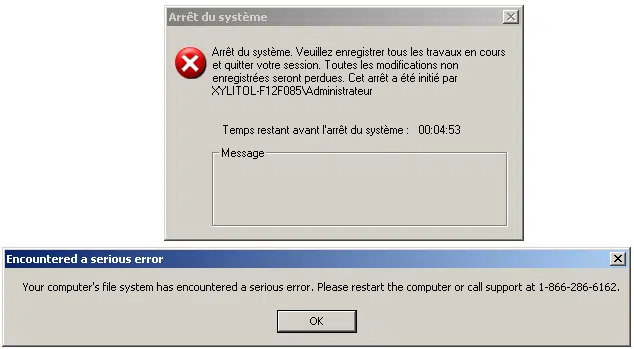 Arrêt du système
Arrêt du système. Veuillez enregistrer tous les travaux en cours
et quitter votre session. Toutes les modifications non
enregistrées seront perdues. Cet arrêt a été initié par
XYLITOL-F12F085\Administrateur
Temps restant avant l'arrêt du système : 00:04:53
Message
Encountered a serious error
Your computer's file system has encountered a serious error. Please restart the computer or call support at 1-866-286-6162.
OK